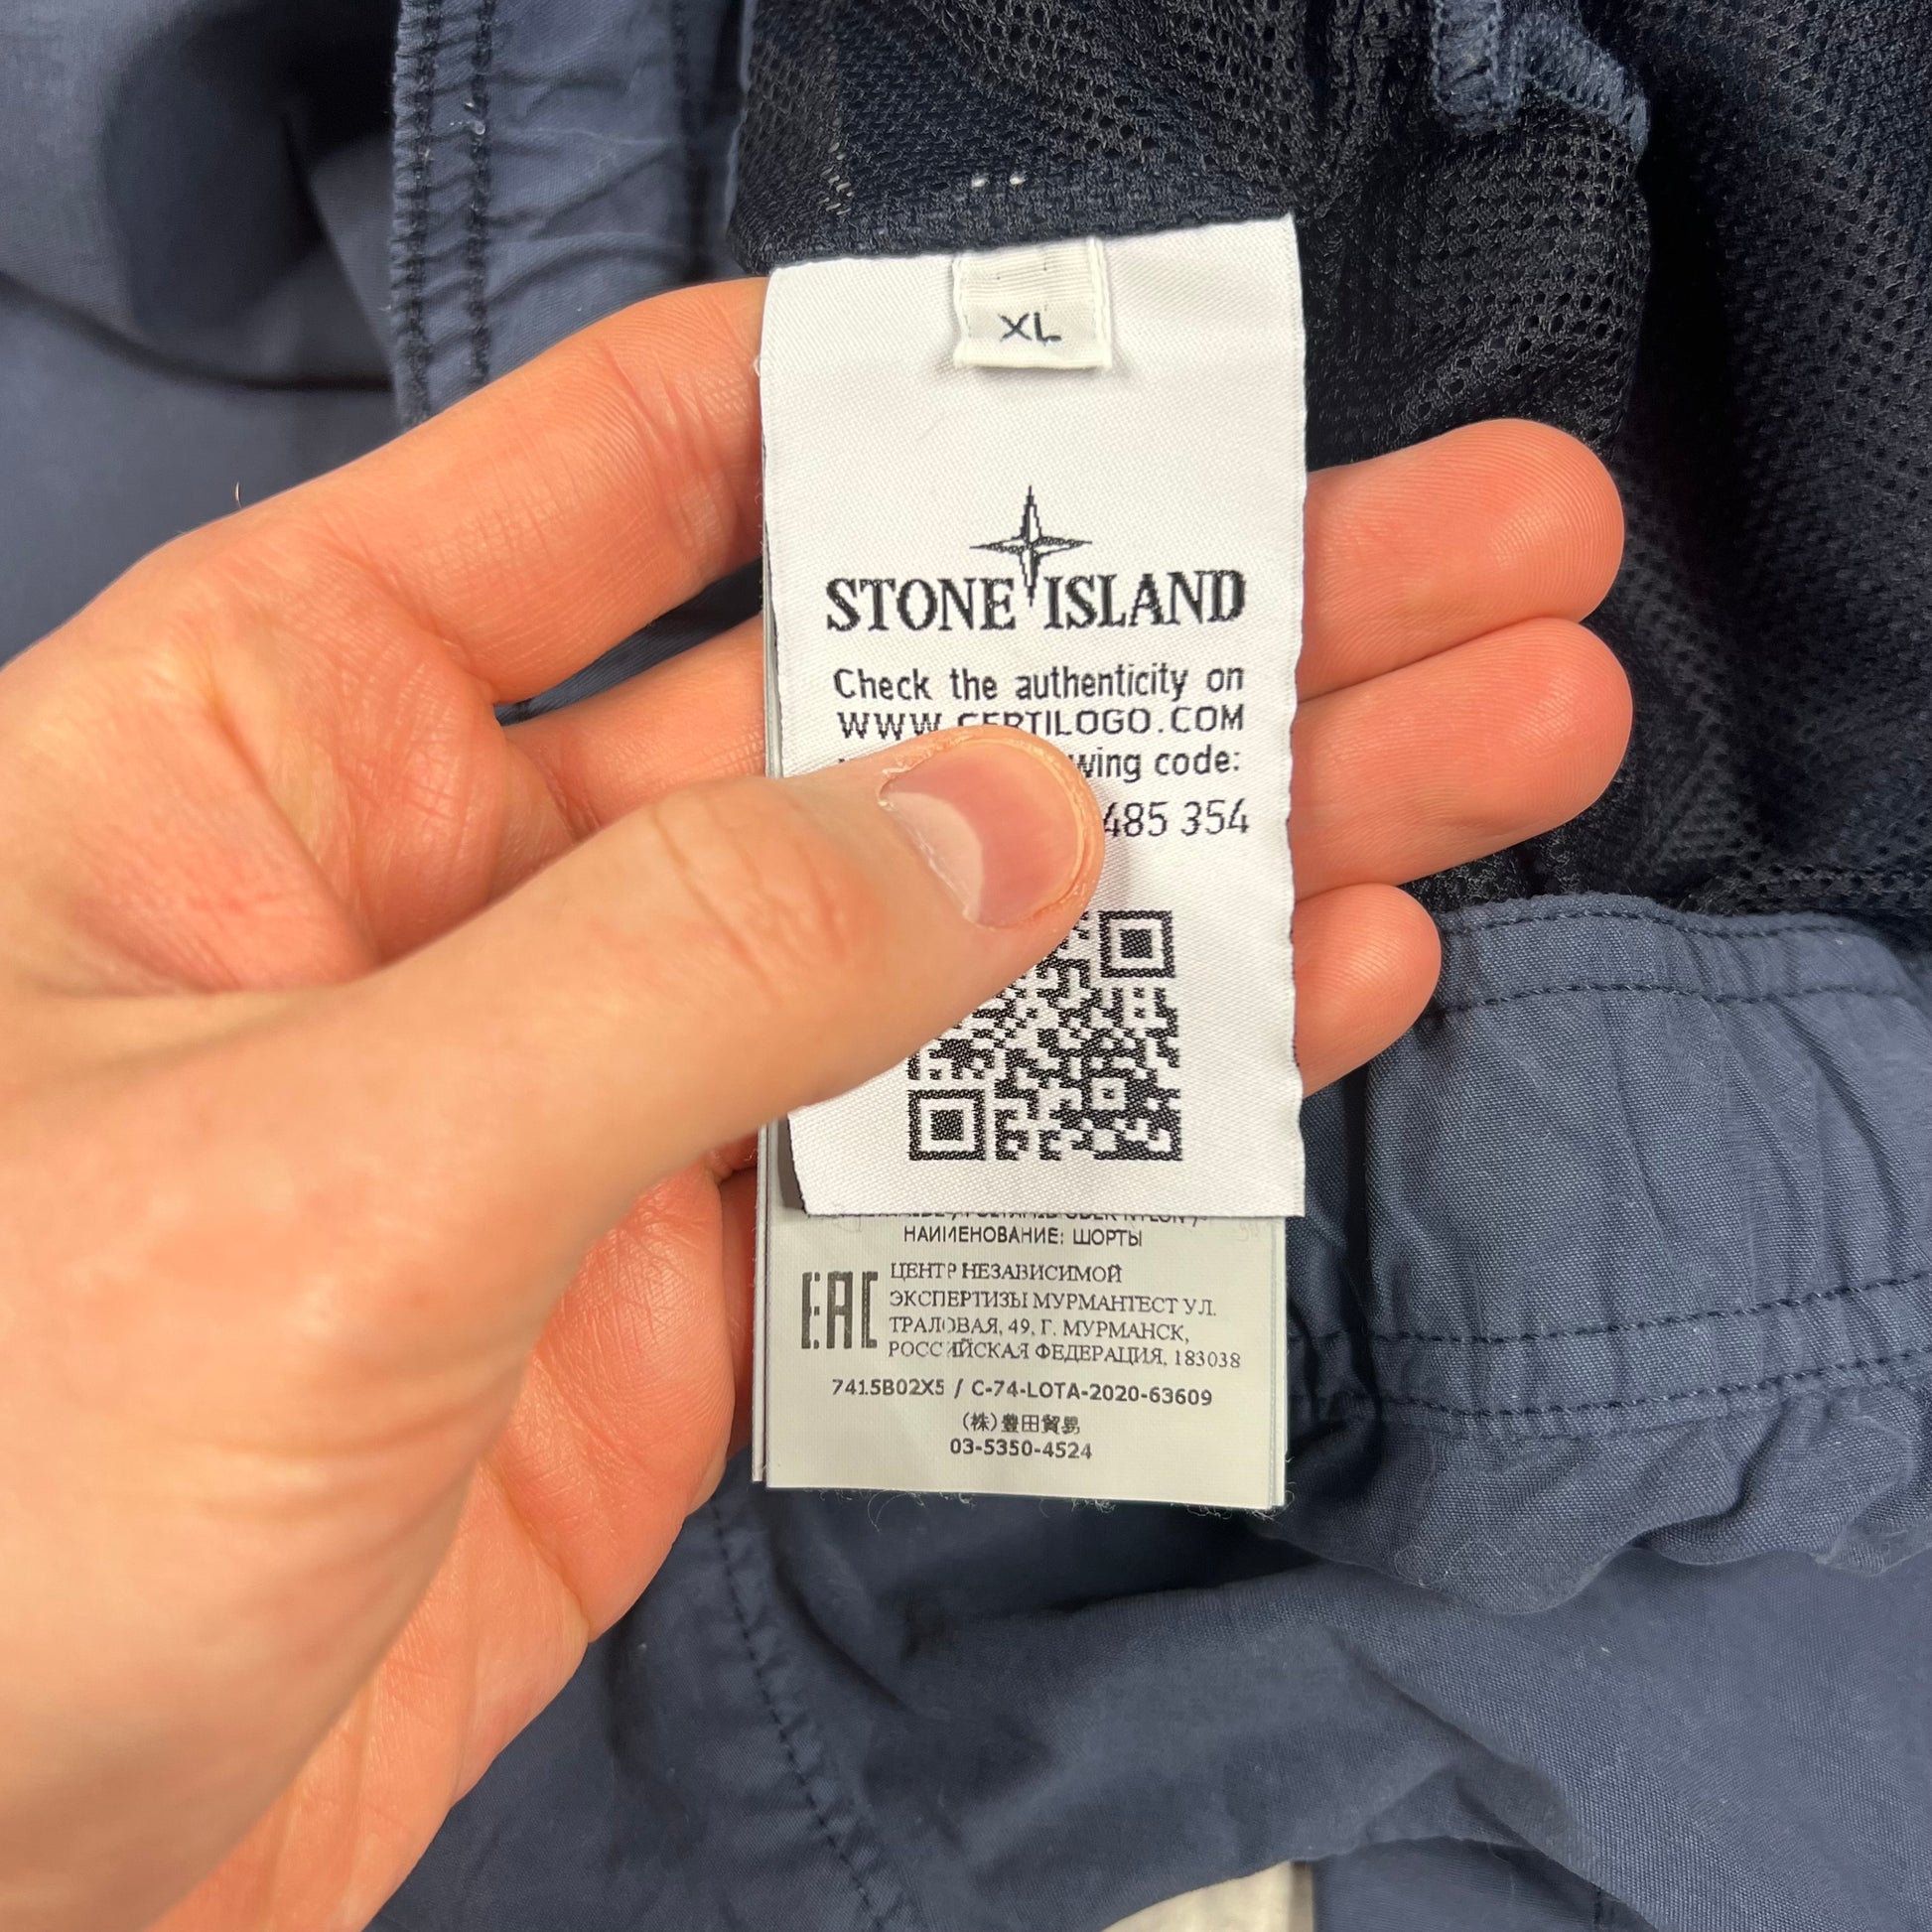 XL
STONE ISLAND
Check the authenticity on
WWW.CERTILOGO.COM
wing code:
485 354
НАИМЕНОВАНИЕ: ШОРТЫ
EAC
ЦЕНТР НЕЗАВИСИМОЙ
ЭКСПЕРТИЗЫ МУРМАНТЕСТ УЛ.
ТРАЛОВАЯ, 49, Г. МУРМАНСК,
РОССИЙСКАЯ ФЕДЕРАЦИЯ, 183038
7415B02X5 / C-74-LOTA-2020-63609
(株)豊田貿易
03-5350-4524